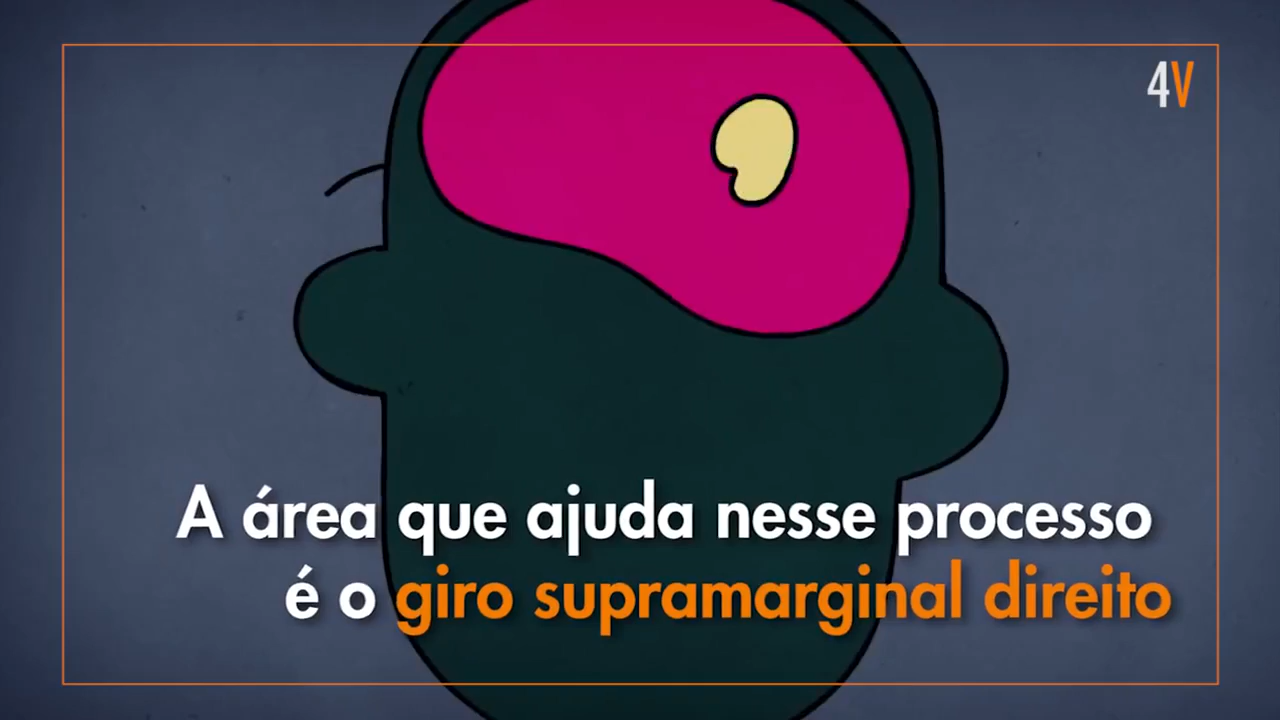 4V
A área que ajuda nesse processo
é o giro supramarginal direito